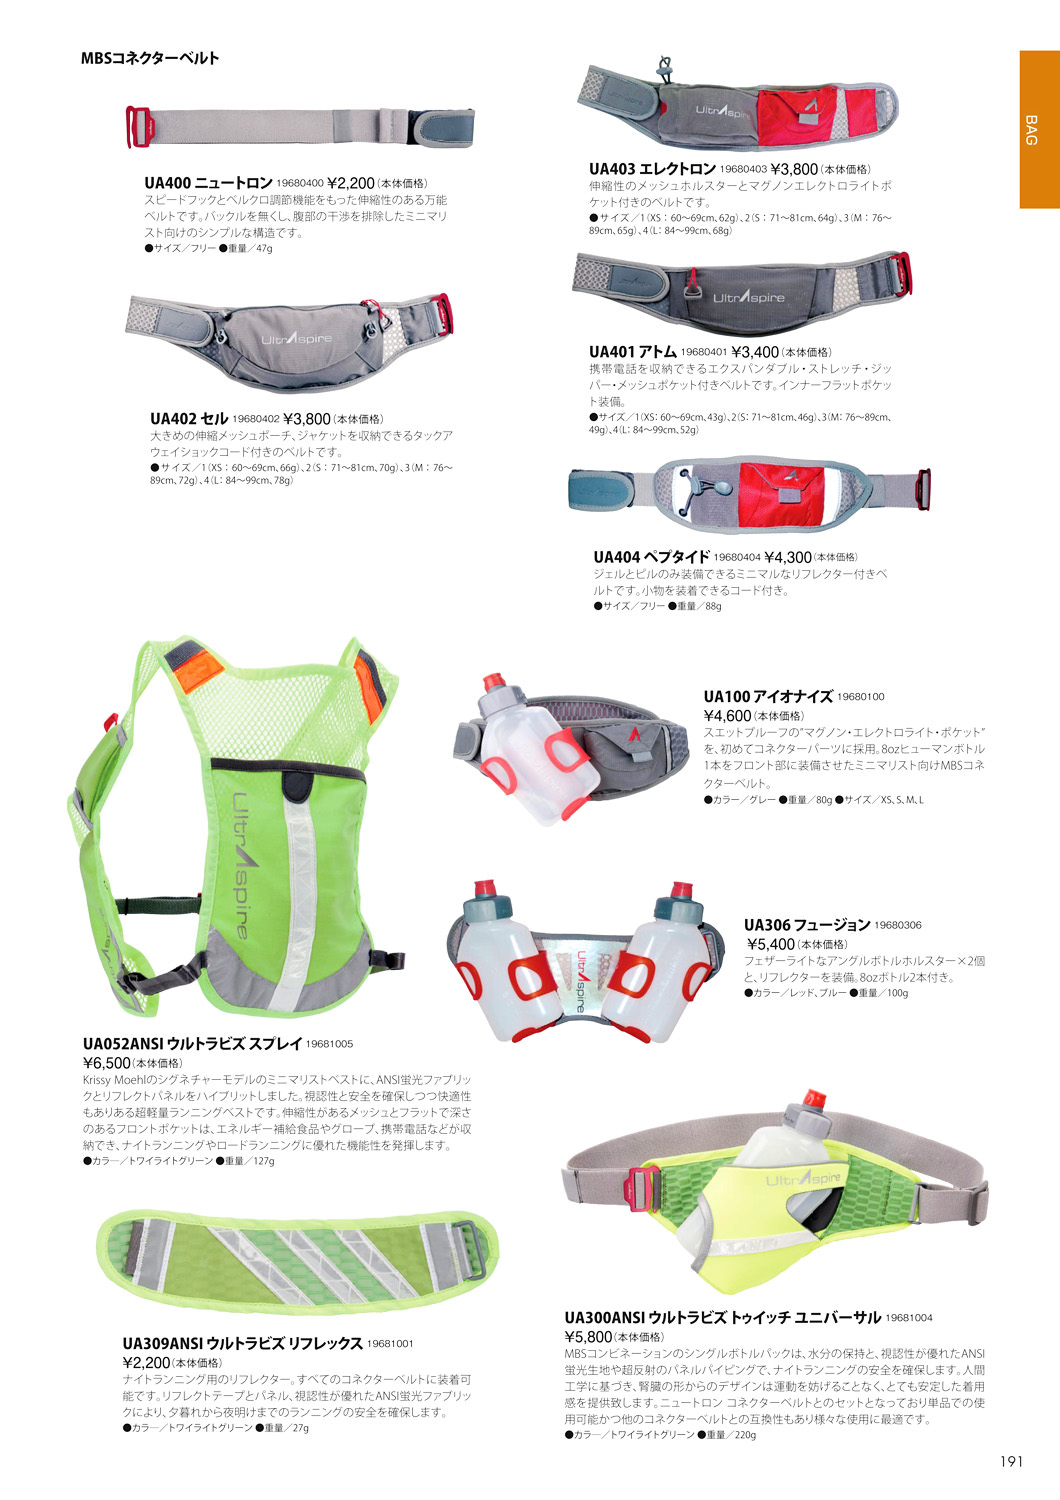 MBSコネクターベルト
BAG
UA400 ニュートロン 19680400 ¥2,200（本体価格）
スピードフックとベルクロ調節機能をもった伸縮性のある万能
ベルトです。バックルを無くし、腹部の干渉を排除したミニマリ
スト向けのシンプルな構造です。
●サイズ／フリー ●重量／47g
UltrAspire
UA402 セル 19680402 ¥3,800（本体価格）
大きめの伸縮メッシュポーチ、ジャケットを収納できるタックア
ウェイショックコード付きのベルトです。
●サイズ／1（XS：60〜69cm、66g）、2（S：71〜81cm、70g）、3（M：76〜
89cm、72g）、4（L：84〜99cm、78g）
UltrAspire
UA403 エレクトロン 19680403 ¥3,800（本体価格）
伸縮性のメッシュホルスターとマグノンエレクトロライトポ
ケット付きのベルトです。
●サイズ／1（XS：60〜69cm、62g）、2（S：71〜81cm、64g）、3（M：76〜
89cm、65g）、4（L：84〜99cm、68g）
UltrAspire
UA401 アトム 19680401 ¥3,400（本体価格）
携帯電話を収納できるエクスパンダブル・ストレッチ・ジッ
パー・メッシュポケット付きベルトです。インナーフラットポケッ
ト装備。
●サイズ／1（XS：60〜69cm、43g）、2（S：71〜81cm、46g）、3（M：76〜89cm、
49g）、4（L：84〜99cm、52g）
UA404 ペプタイド 19680404 ¥4,300（本体価格）
ジェルとピルのみ装備できるミニマルなリフレクター付きベ
ルトです。小物を装着できるコード付き。
●サイズ／フリー ●重量／88g
UA100 アイオナイズ 19680100
¥4,600（本体価格）
スエットプルーフの"マグノン・エレクトロライト・ポケット"
を、初めてコネクターパーツに採用。8ozヒューマンボトル
1本をフロント部に装備させたミニマリスト向けMBSコネ
クターベルト。
●カラー／グレー ●重量／80g ●サイズ／XS、S、M、L
UltrAspire
UA306 フュージョン 19680306
¥5,400（本体価格）
フェザーライトなアングルボトルホルスター×2個
と、リフレクターを装備。8ozボトル2本付き。
●カラー／レッド、ブルー ●重量／100g
UltrAspire
UA052ANSI ウルトラビズ スプレイ 19681005
¥6,500（本体価格）
Krissy Moehlのシグネチャーモデルのミニマリストベストに、ANSI蛍光ファブリッ
クとリフレクトパネルをハイブリットしました。視認性と安全を確保しつつ快適性
もありある超軽量ランニングベストです。伸縮性があるメッシュとフラットで深さ
のあるフロントポケットは、エネルギー補給食品やグローブ、携帯電話などが収
納でき、ナイトランニングやロードランニングに優れた機能性を発揮します。
●カラー／トワイライトグリーン ●重量／127g
UA309ANSI ウルトラビズ リフレックス 19681001
¥2,200（本体価格）
ナイトランニング用のリフレクター。すべてのコネクターベルトに装着可
能です。リフレクトテープとパネル、視認性が優れたANSI蛍光ファブリッ
クにより、夕暮れから夜明けまでのランニングの安全を確保します。
●カラー／トワイライトグリーン ●重量／27g
UltrAspire
UA300ANSI ウルトラビズ トゥイッチ ユニバーサル 19681004
¥5,800（本体価格）
MBSコンビネーションのシングルボトルパックは、水分の保持と、視認性が優れたANSI
蛍光生地や超反射のパネルパイピングで、ナイトランニングの安全を確保します。人間
工学に基づき、腎臓の形からのデザインは運動を妨げることなく、とても安定した着用
感を提供致します。ニュートロン コネクターベルトとのセットとなっており単品での使
用可能かつ他のコネクターベルトとの互換性もあり様々な使用に最適です。
●カラー／トワイライトグリーン ●重量／220g
191